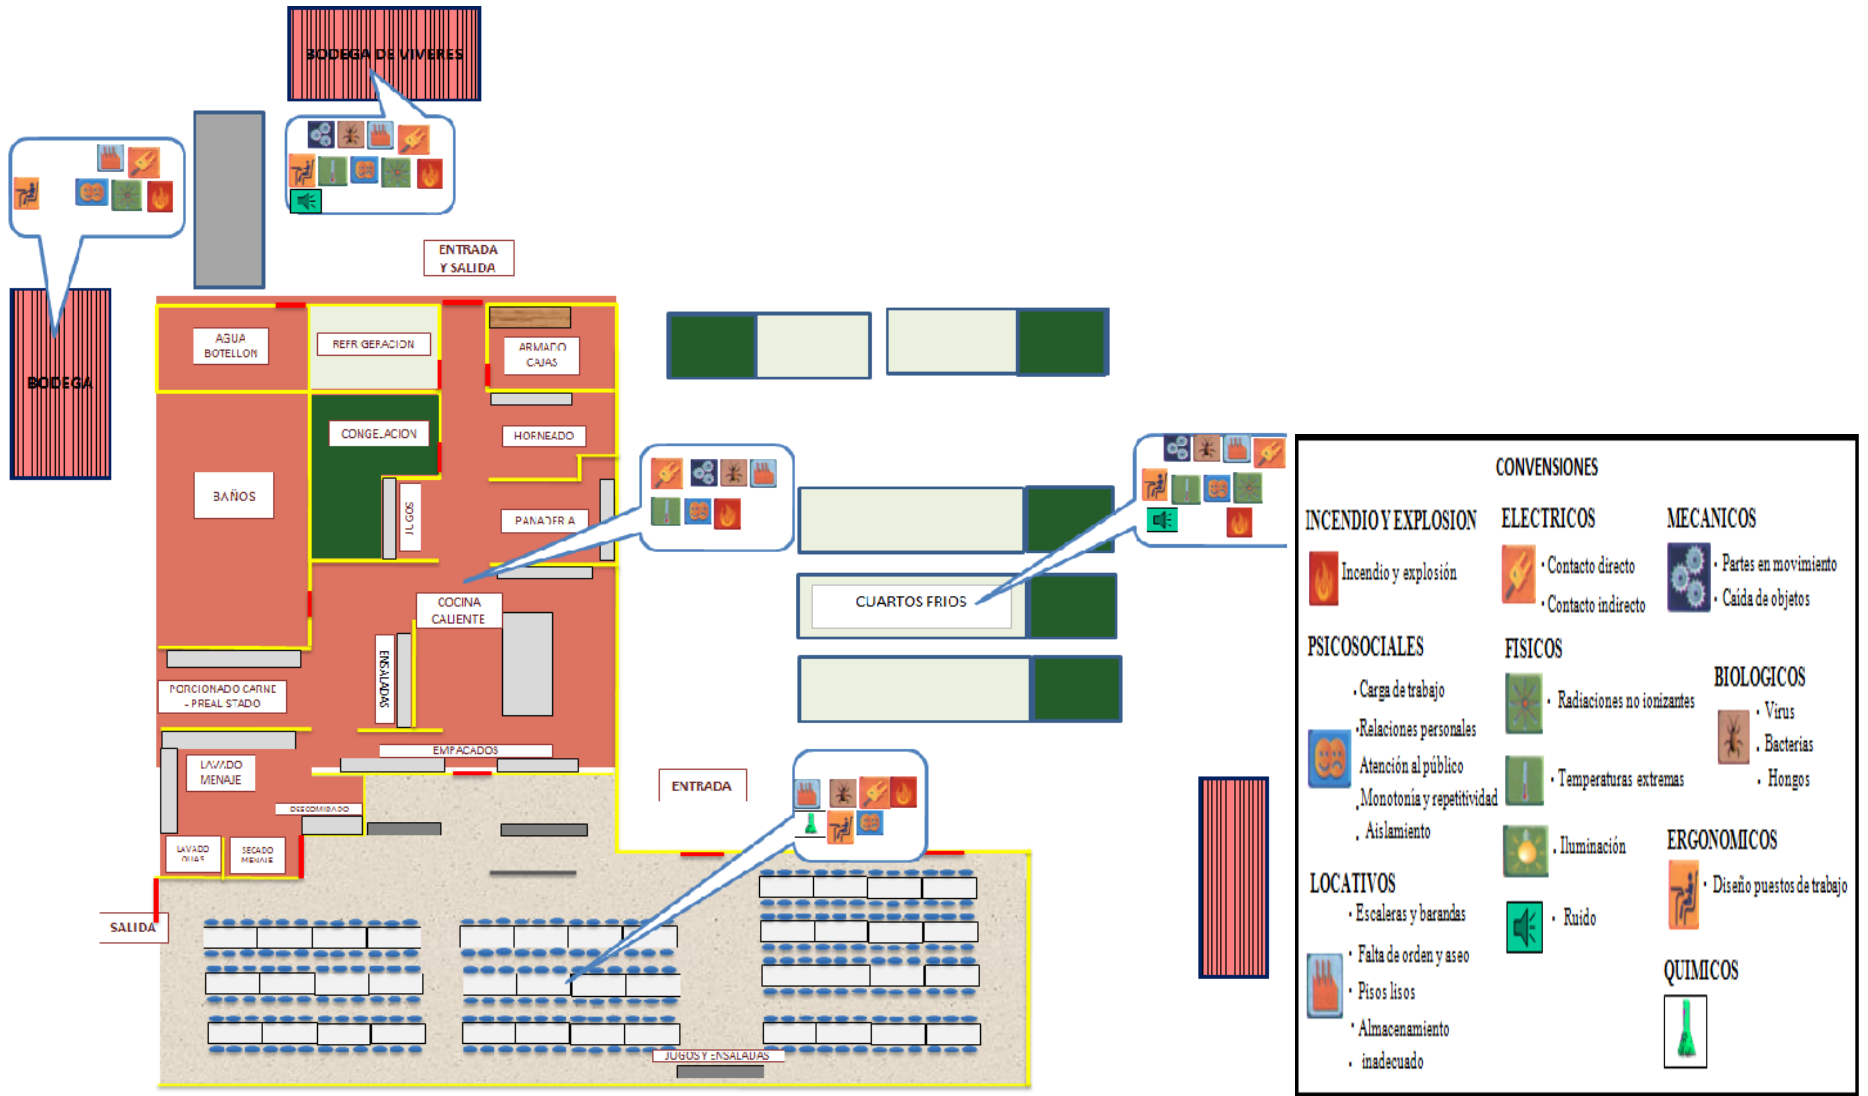 BODEGA DE VIVERES
ENTRADA
Y SALIDA
AGUA
BOTELLON
REFRIGERACION
ARMADO
CAJAS
BODEGA
CONGELACION
HORNEADO
BAÑOS
JUGOS
PANADERIA
COCINA
CALIENTE
CUARTOS FRIOS
ENSALADAS
PORCIONADO CARNE
- PREALISTADO
EMPACADOS
LAVADO
MENAJE
ENTRADA
DESCOMIDADO
LAVADO
OLLAS
SECADO
MENAJE
SALIDA
JUGOS Y ENSALADAS
CONVENSIONES
INCENDIO Y EXPLOSION
Incendio y explosión
ELECTRICOS
· Contacto directo
· Contacto indirecto
MECANICOS
· Partes en movimiento
· Caída de objetos
PSICOSOCIALES
· Carga de trabajo
· Relaciones personales
Atención al público
· Monotonía y repetitividad
· Aislamiento
FISICOS
· Radiaciones no ionizantes
· Temperaturas extremas
· Iluminación
· Ruido
BIOLOGICOS
· Virus
· Bacterias
· Hongos
LOCATIVOS
· Escaleras y barandas
· Falta de orden y aseo
· Pisos lisos
· Almacenamiento
· inadecuado
ERGONOMICOS
· Diseño puestos de trabajo
QUIMICOS